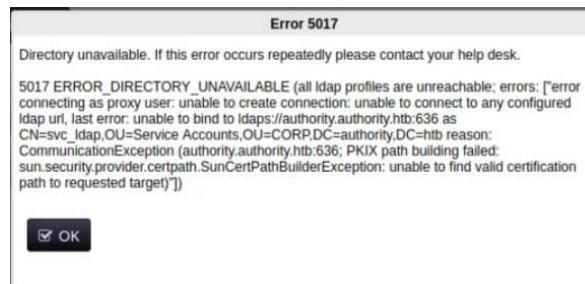 Error 5017
Directory unavailable. If this error occurs repeatedly please contact your help desk.
5017 ERROR_DIRECTORY_UNAVAILABLE (all ldap profiles are unreachable; errors: ["error
connecting as proxy user: unable to create connection: unable to connect to any configured
ldap url, last error: unable to bind to ldaps://authority.authority.htb:636 as
CN=svc_ldap,OU=Service Accounts,OU=CORP,DC=authority,DC=htb reason:
CommunicationException (authority.authority.htb:636; PKIX path building failed:
sun.security.provider.certpath.SunCertPathBuilderException: unable to find valid certification
path to requested target)"])
OK